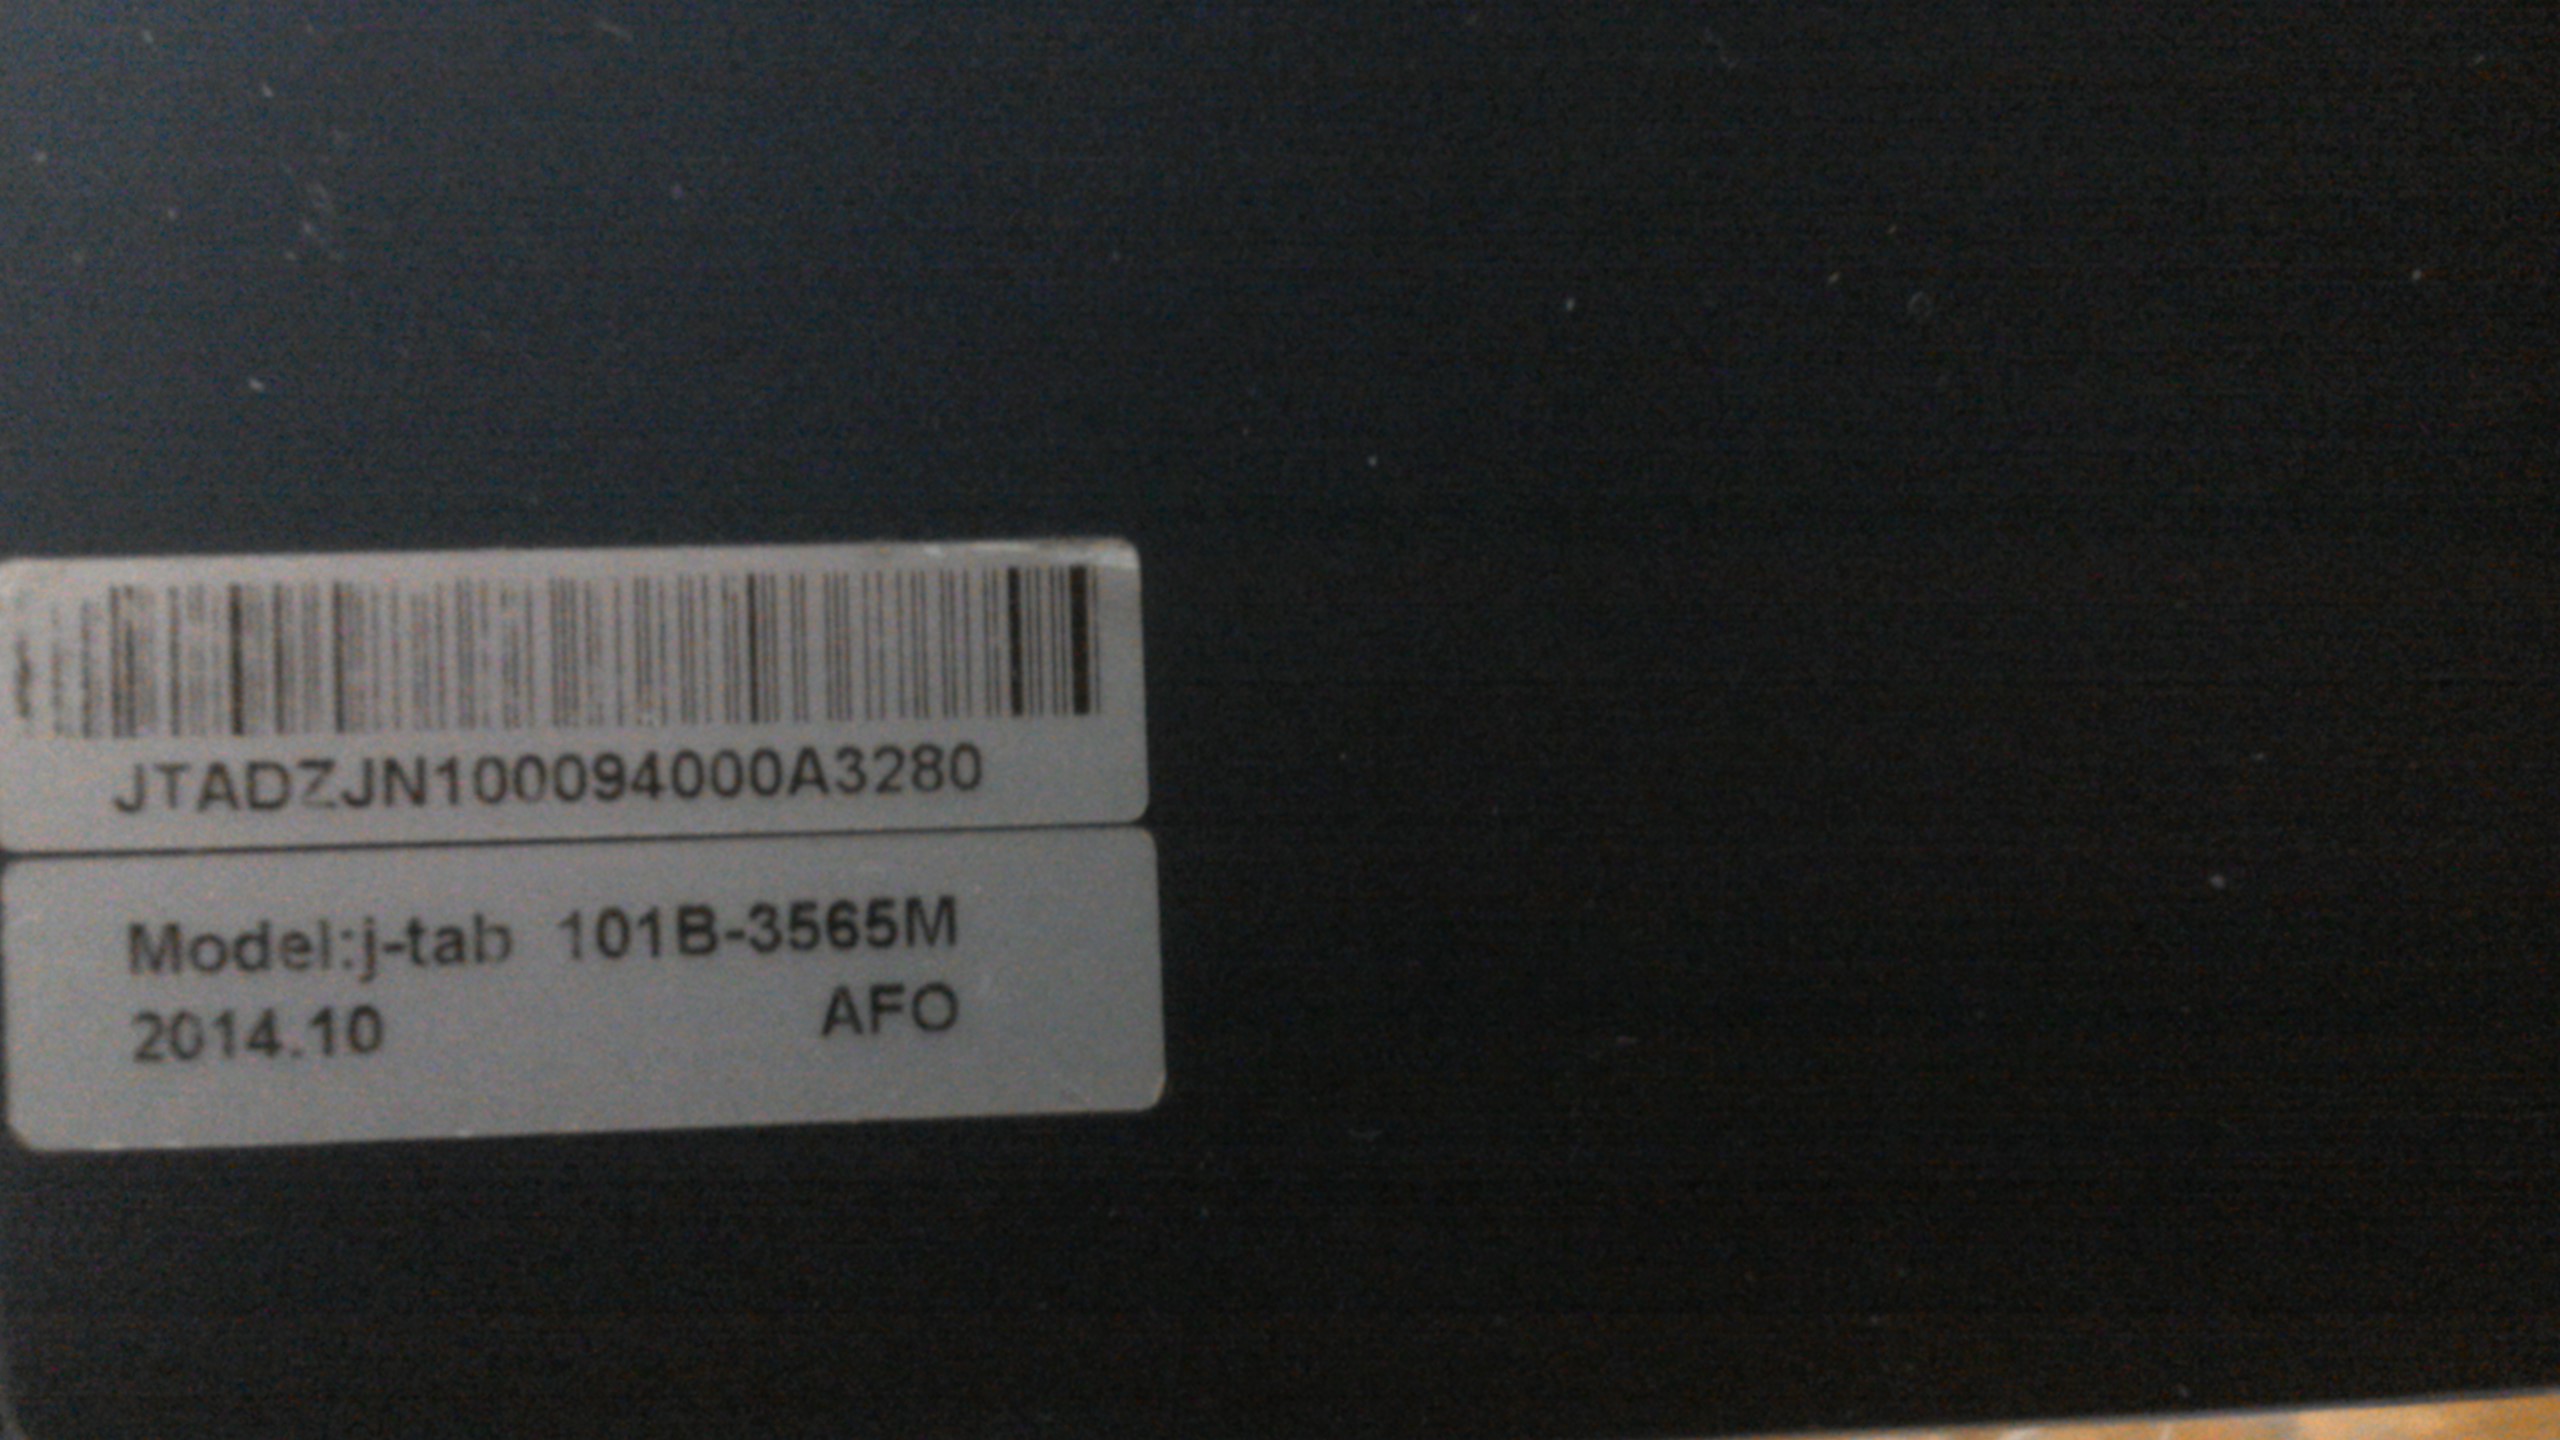 JTADZJN100094000A3280
Model:j-tab 101B-3565M
2014.10 AFO